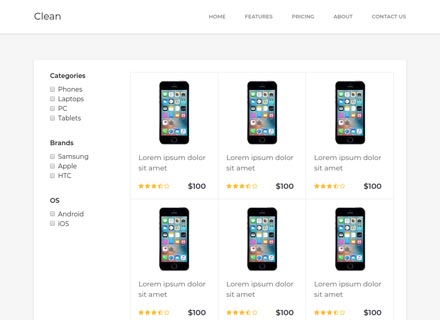 Clean
HOME FEATURES PRICING ABOUT CONTACT US
Categories
Phones
Laptops
PC
Tablets
Brands
Samsung
Apple
HTC
OS
Android
iOS
Lorem ipsum dolor
sit amet
$100
Lorem ipsum dolor
sit amet
$100
Lorem ipsum dolor
sit amet
$100
Lorem ipsum dolor
sit amet
$100
Lorem ipsum dolor
sit amet
$100
Lorem ipsum dolor
sit amet
$100